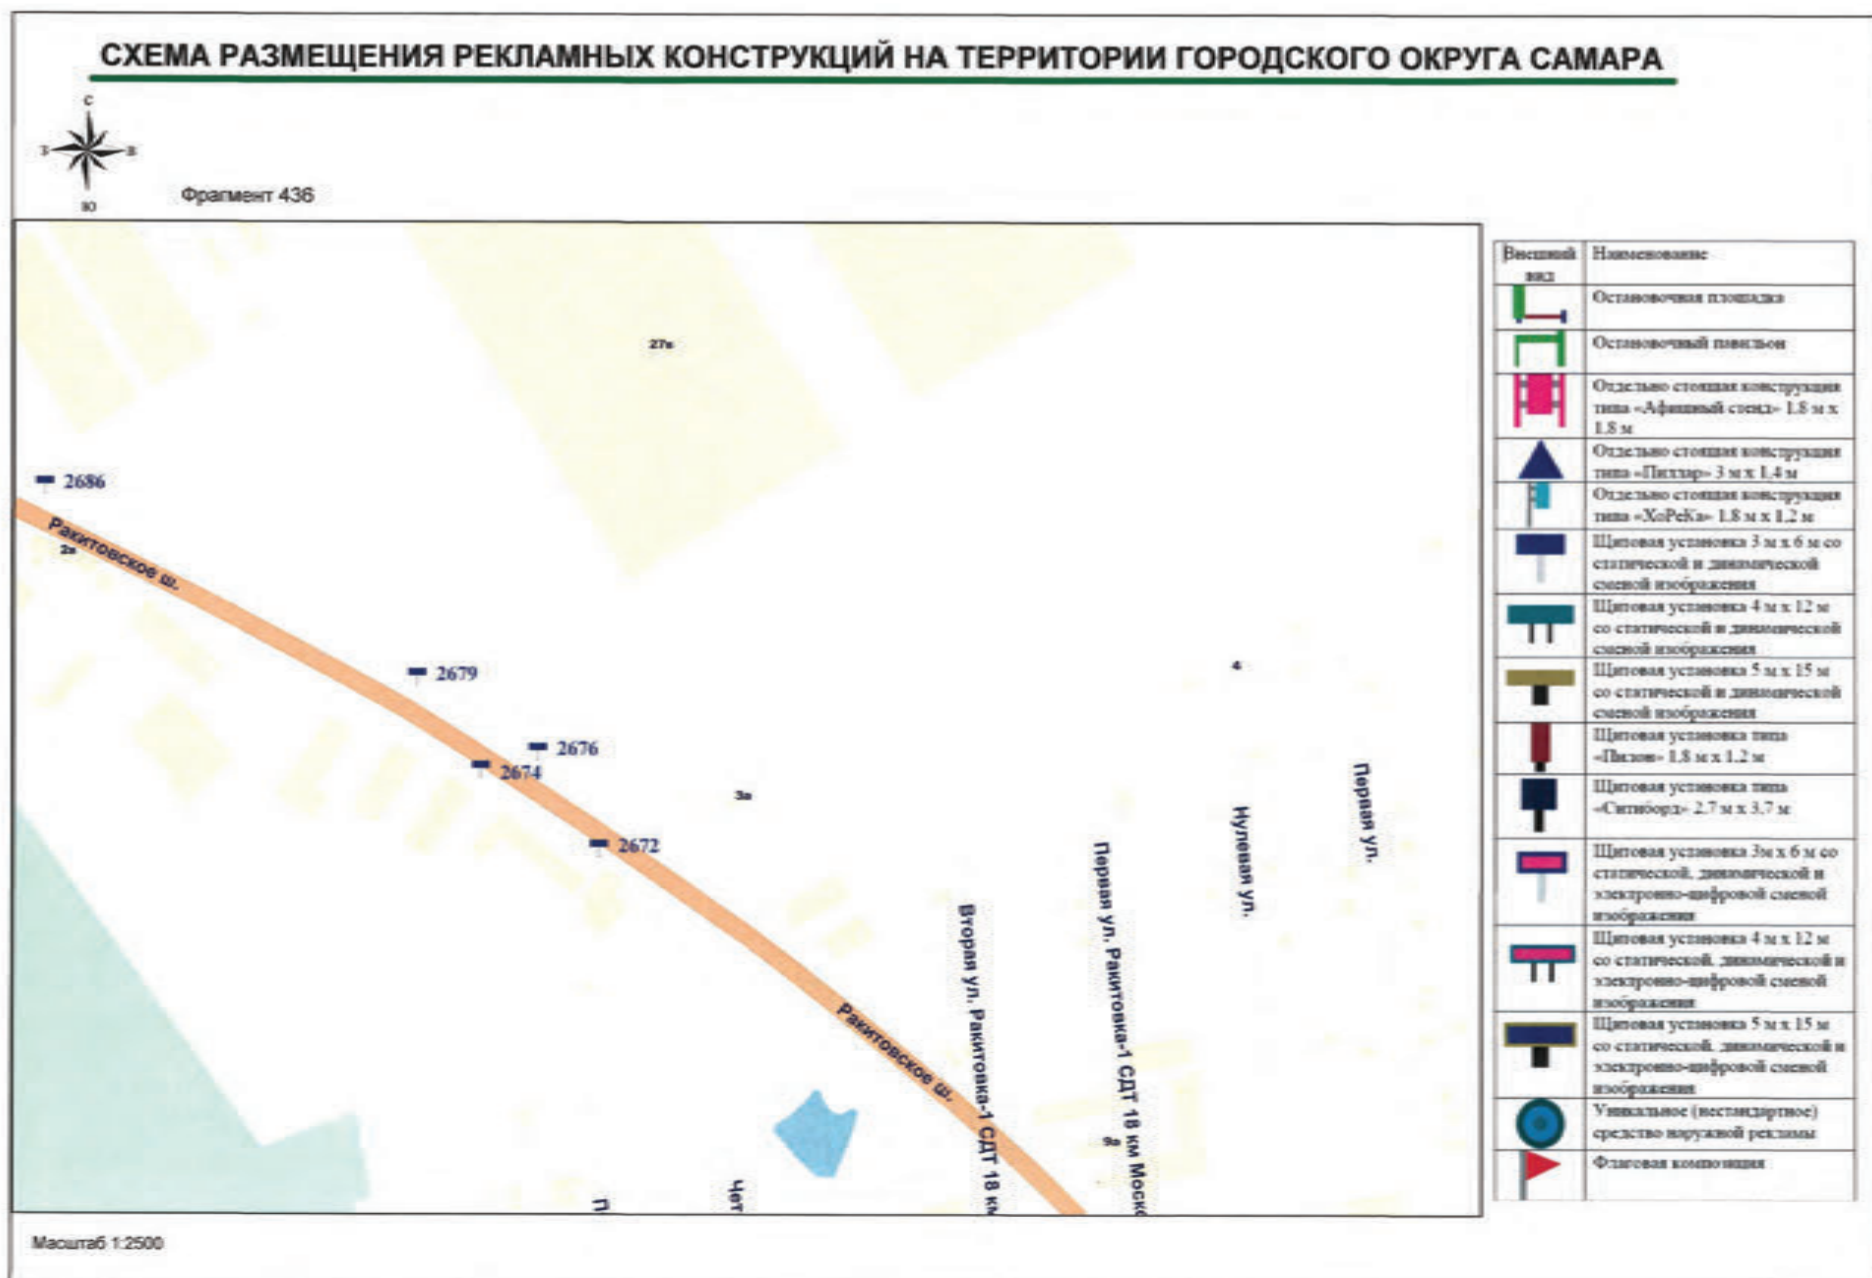 СХЕМА РАЗМЕЩЕНИЯ РЕКЛАМНЫХ КОНСТРУКЦИЙ НА ТЕРРИТОРИИ ГОРОДСКОГО ОКРУГА САМАРА
С
З
В
Ю
Фрагмент 436
27в
2686
Ракитовское ш.
2в
2679
2676
2674
3а
2672
4
Первая ул.
Нулевая ул.
Первая ул. Ракитовка-1 СДТ 18 км Моско
Вторая ул. Ракитовка-1 СДТ 18 км
Ракитовское ш.
9а
Чет
П
Масштаб 1:2500
Внешний
вид
Наименование
Остановочная площадка
Остановочный павильон
Отдельно стоящая конструкция
типа «Афишный стенд» 1.8 м х
1.8 м
Отдельно стоящая конструкция
типа «Пиллар» 3 м х 1,4 м
Отдельно стоящая конструкция
типа «ХоРеКа» 1.8 м х 1,2 м
Щитовая установка 3 м х 6 м со
статической и динамической
сменой изображения
Щитовая установка 4 м х 12 м
со статической и динамической
сменой изображения
Щитовая установка 5 м х 15 м
со статической и динамической
сменой изображения
Щитовая установка типа
«Пилон» 1,8 м х 1,2 м
Щитовая установка типа
«Ситиборд» 2,7 м х 3,7 м
Щитовая установка 3м х 6 м со
статической, динамической и
электронно-цифровой сменой
изображения
Щитовая установка 4 м х 12 м
со статической, динамической и
электронно-цифровой сменой
изображения
Щитовая установка 5 м х 15 м
со статической, динамической и
электронно-цифровой сменой
изображения
Уникальное (нестандартное)
средство наружной рекламы
Флаговая композиция